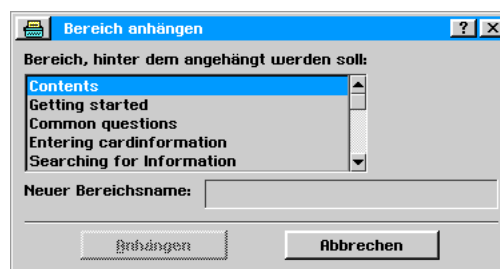 Bereich anhängen
Bereich, hinter dem angehängt werden soll:
Contents
Getting started
Common questions
Entering cardinformation
Searching for Information
Neuer Bereichsname:
Anhängen Abbrechen